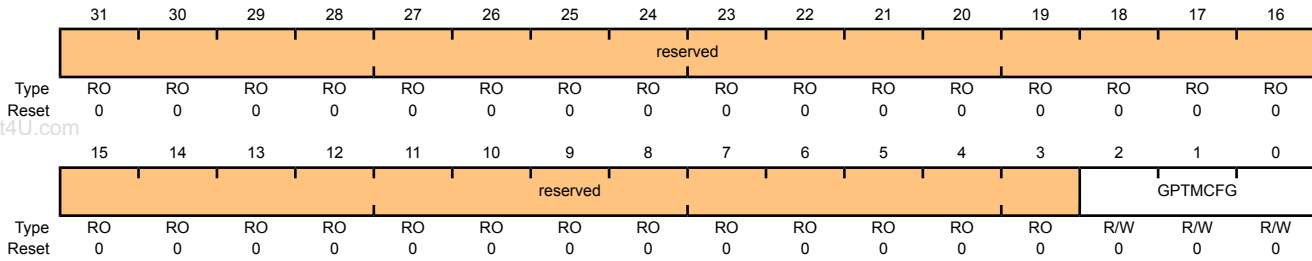 31 30 29 28 27 26 25 24 23 22 21 20 19 18 17 16
reserved
Type RO RO RO RO RO RO RO RO RO RO RO RO RO RO RO RO
Reset 0 0 0 0 0 0 0 0 0 0 0 0 0 0 0 0
t4U.com
15 14 13 12 11 10 9 8 7 6 5 4 3 2 1 0
reserved GPTMCFG
Type RO RO RO RO RO RO RO RO RO RO RO RO RO R/W R/W R/W
Reset 0 0 0 0 0 0 0 0 0 0 0 0 0 0 0 0